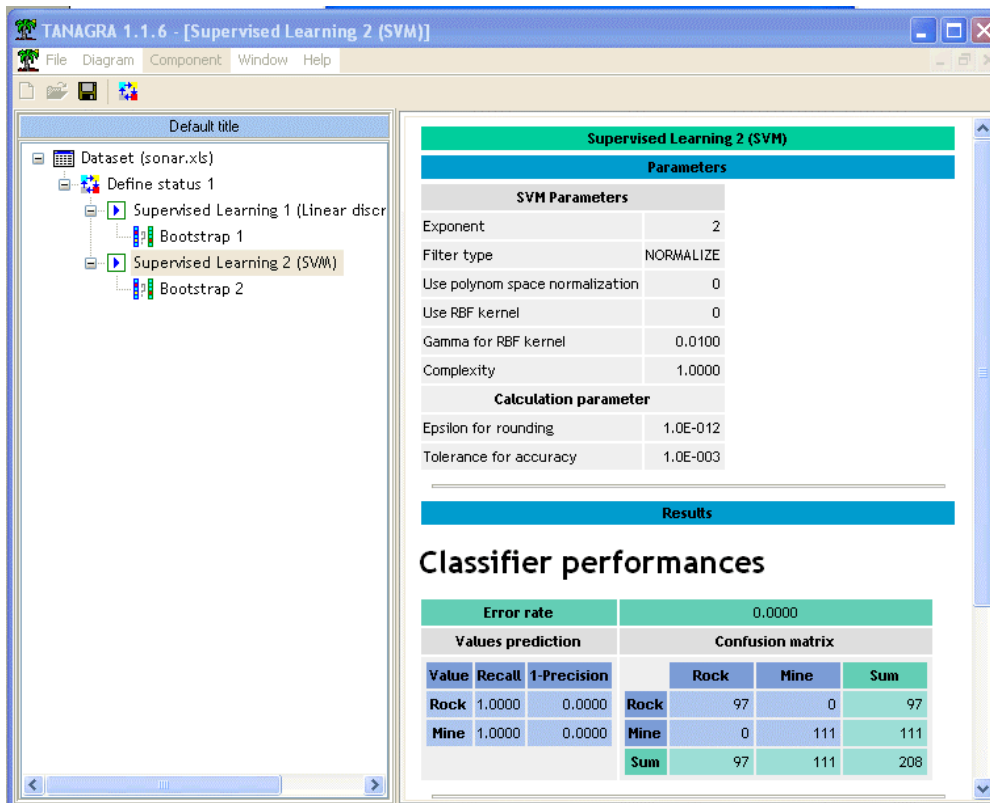 TANAGRA 1.1.6 - [Supervised Learning 2 (SVM)]
File Diagram Component Window Help
Default title
Dataset (sonar.xls)
Define status 1
Supervised Learning 1 (Linear discr
Bootstrap 1
Supervised Learning 2 (SVM)
Bootstrap 2
Supervised Learning 2 (SVM)
Parameters
SVM Parameters
Exponent 2
Filter type NORMALIZE
Use polynom space normalization 0
Use RBF kernel 0
Gamma for RBF kernel 0.0100
Complexity 1.0000
Calculation parameter
Epsilon for rounding 1.0E-012
Tolerance for accuracy 1.0E-003
Results
Classifier performances
Error rate 0.0000
Values prediction Confusion matrix
Value Recall 1-Precision Rock Mine Sum
Rock 1.0000 0.0000 Rock 97 0 97
Mine 1.0000 0.0000 Mine 0 111 111
Sum 97 111 208